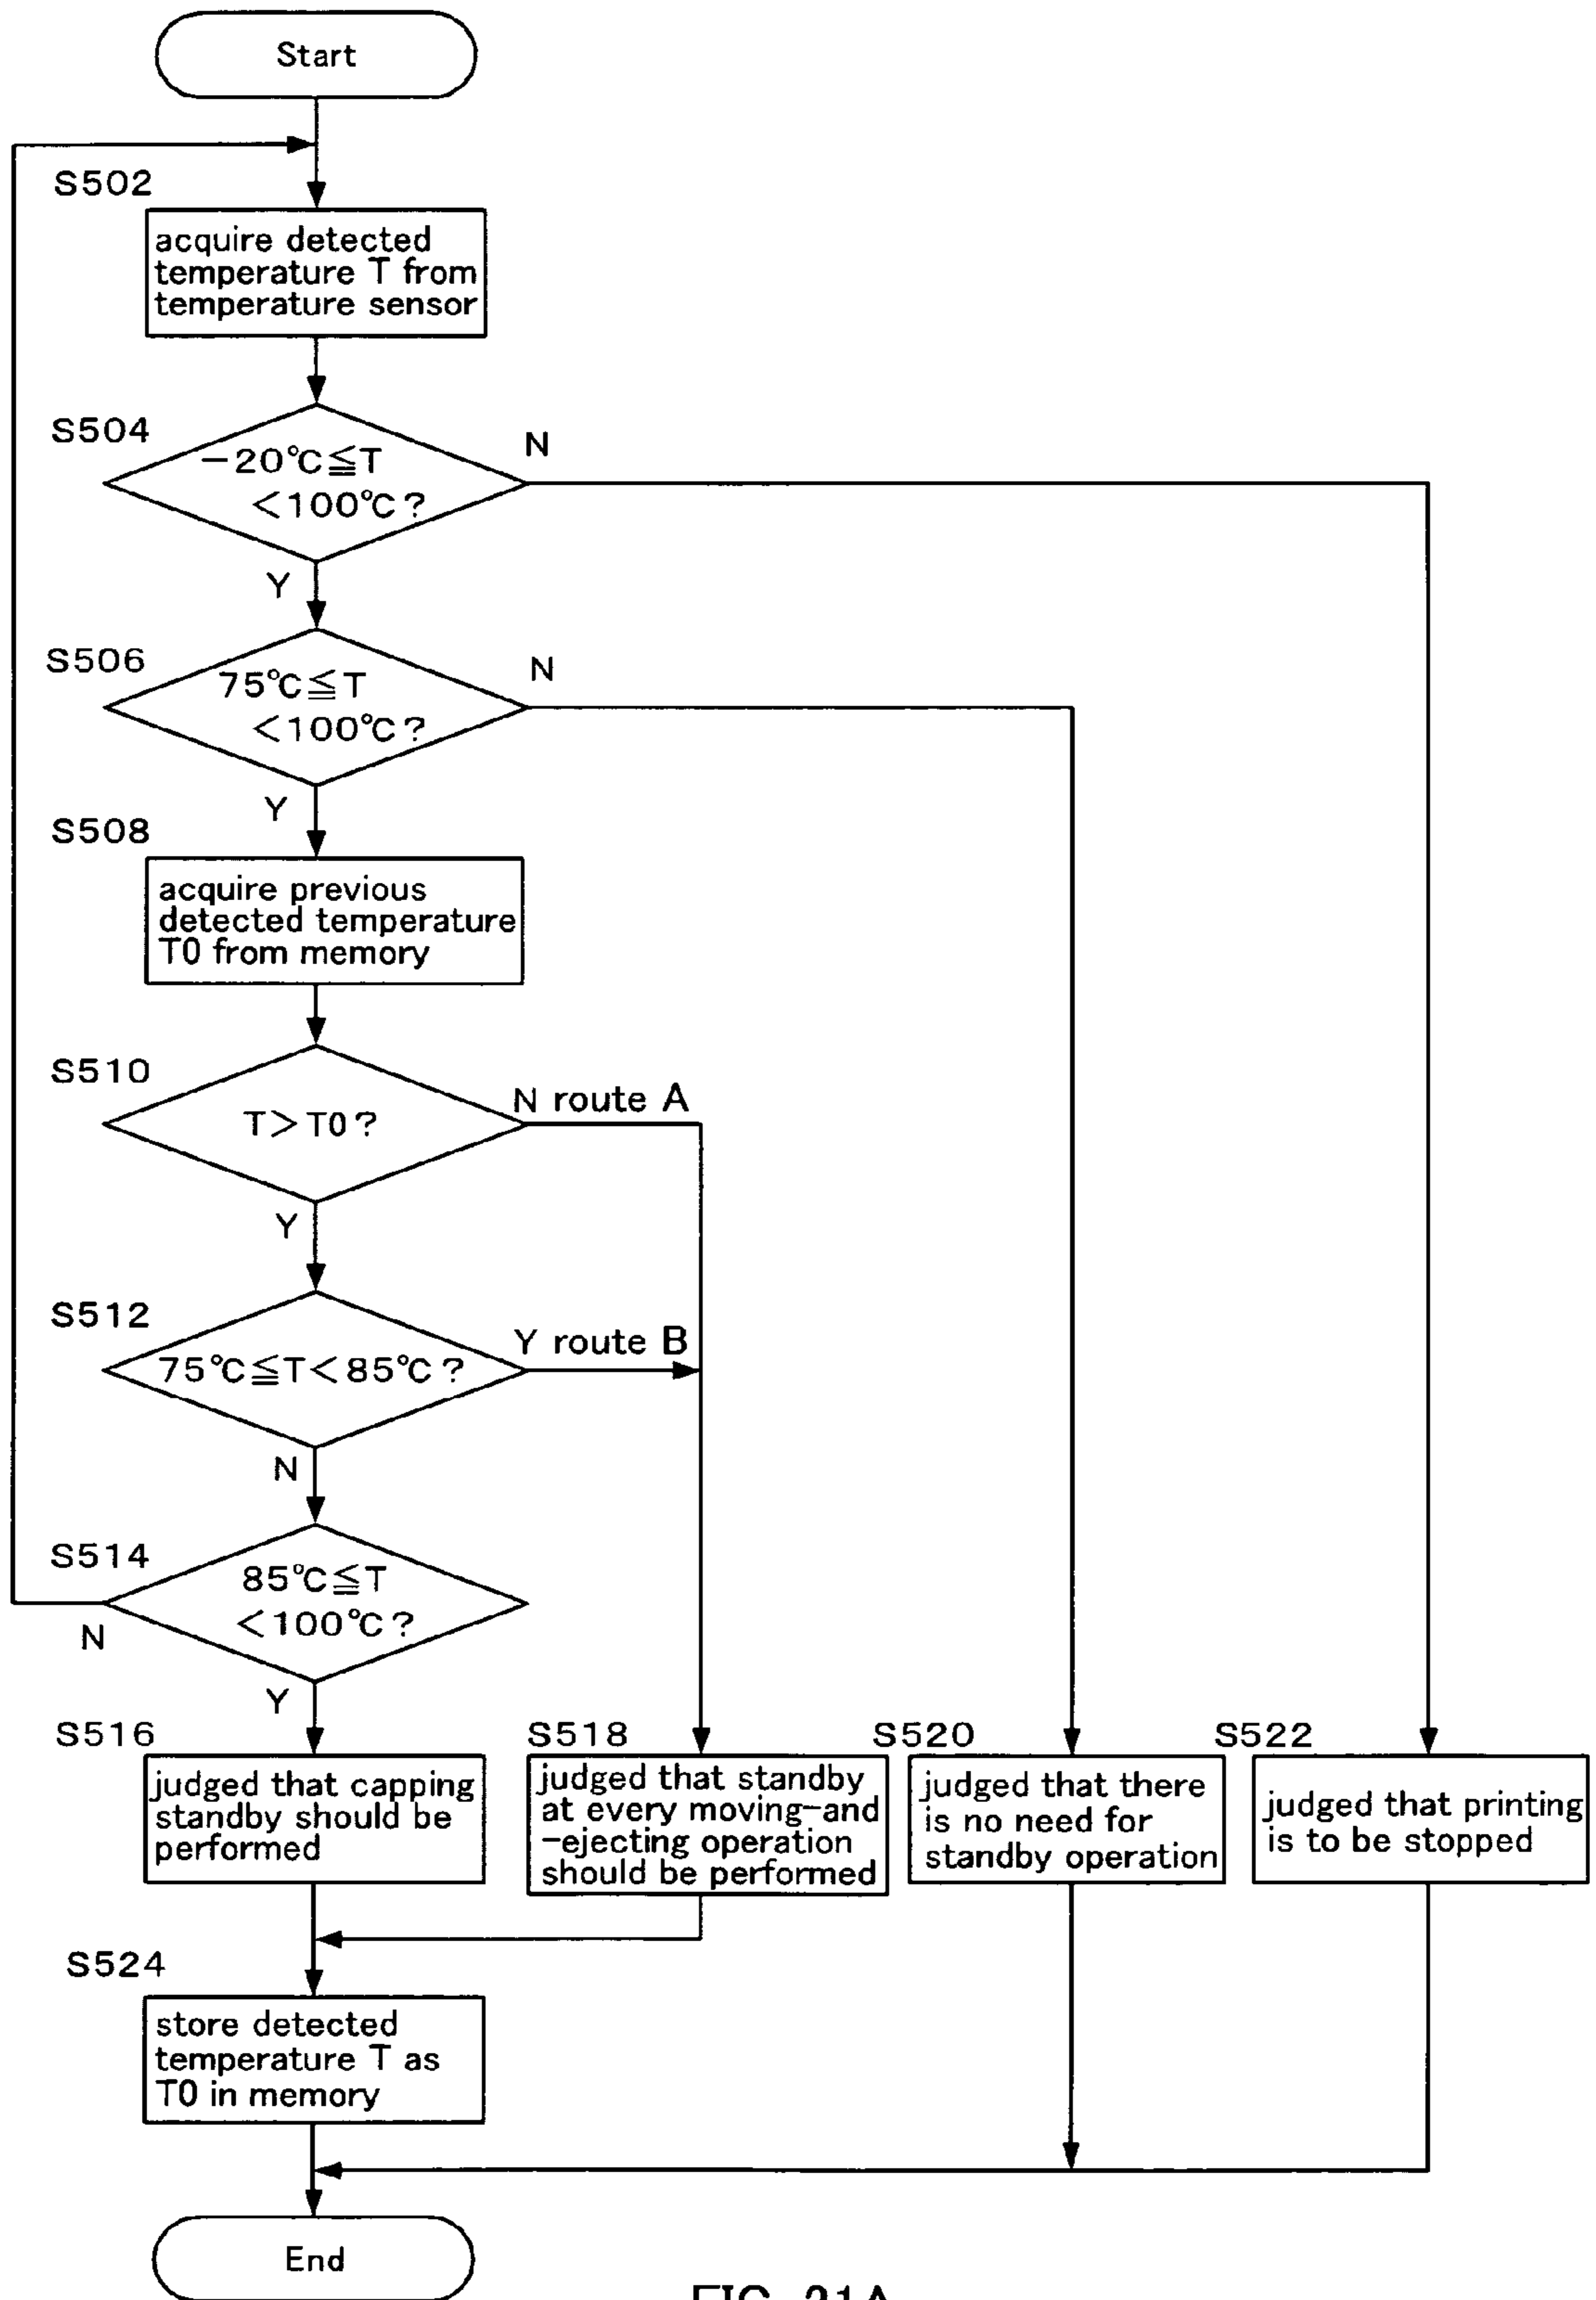 Start
S502
acquire detected
temperature T from
temperature sensor
S504
−20℃≦T
<100℃?
N
Y
S506
75℃≦T
<100℃?
N
Y
S508
acquire previous
detected temperature
T0 from memory
S510
T>T0?
N route A
Y
S512
75℃≦T<85℃?
Y route B
N
S514
85℃≦T
<100℃?
N
Y
S516
judged that capping
standby should be
performed
S518
judged that standby
at every moving-and
-ejecting operation
should be performed
S520
judged that there
is no need for
standby operation
S522
judged that printing
is to be stopped
S524
store detected
temperature T as
T0 in memory
End
FIG. 21A